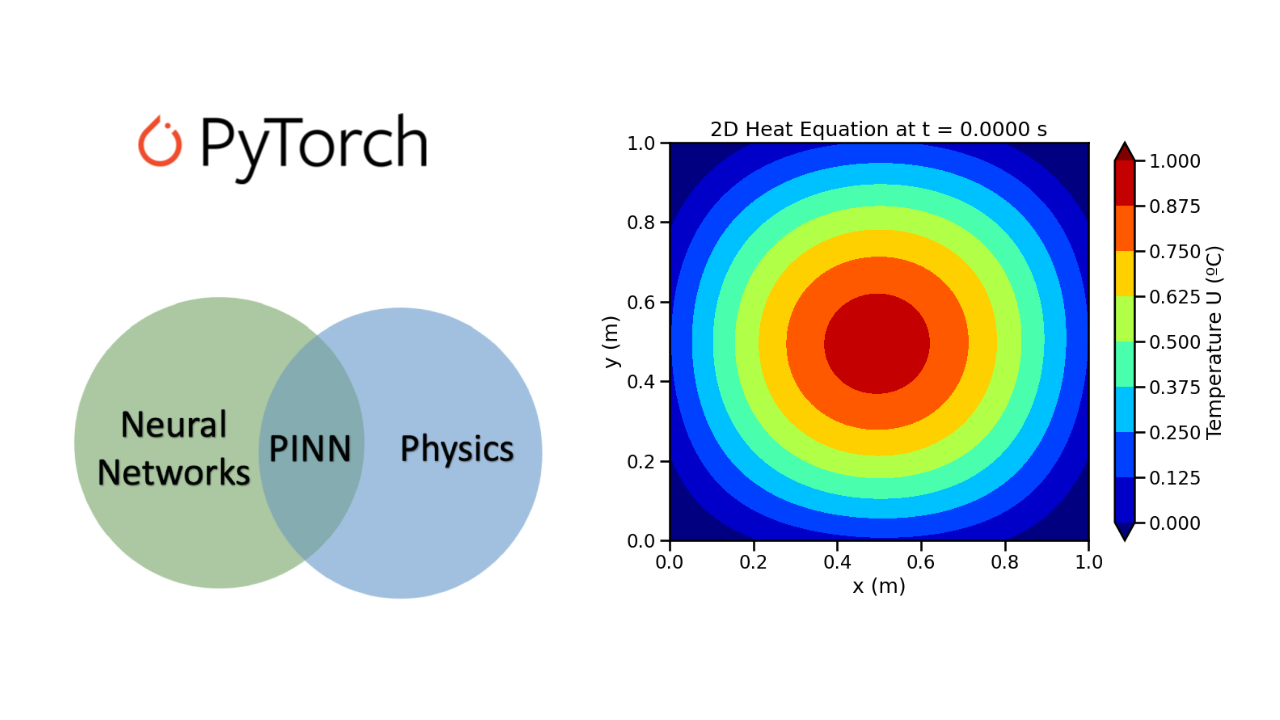 PyTorch
Neural
Networks
PINN
Physics
2D Heat Equation at t = 0.0000 s
1.0
0.8
0.6
0.4
0.2
0.0
y (m)
0.0 0.2 0.4 0.6 0.8 1.0
x (m)
1.000
0.875
0.750
0.625
0.500
0.375
0.250
0.125
0.000
Temperature U (ºC)